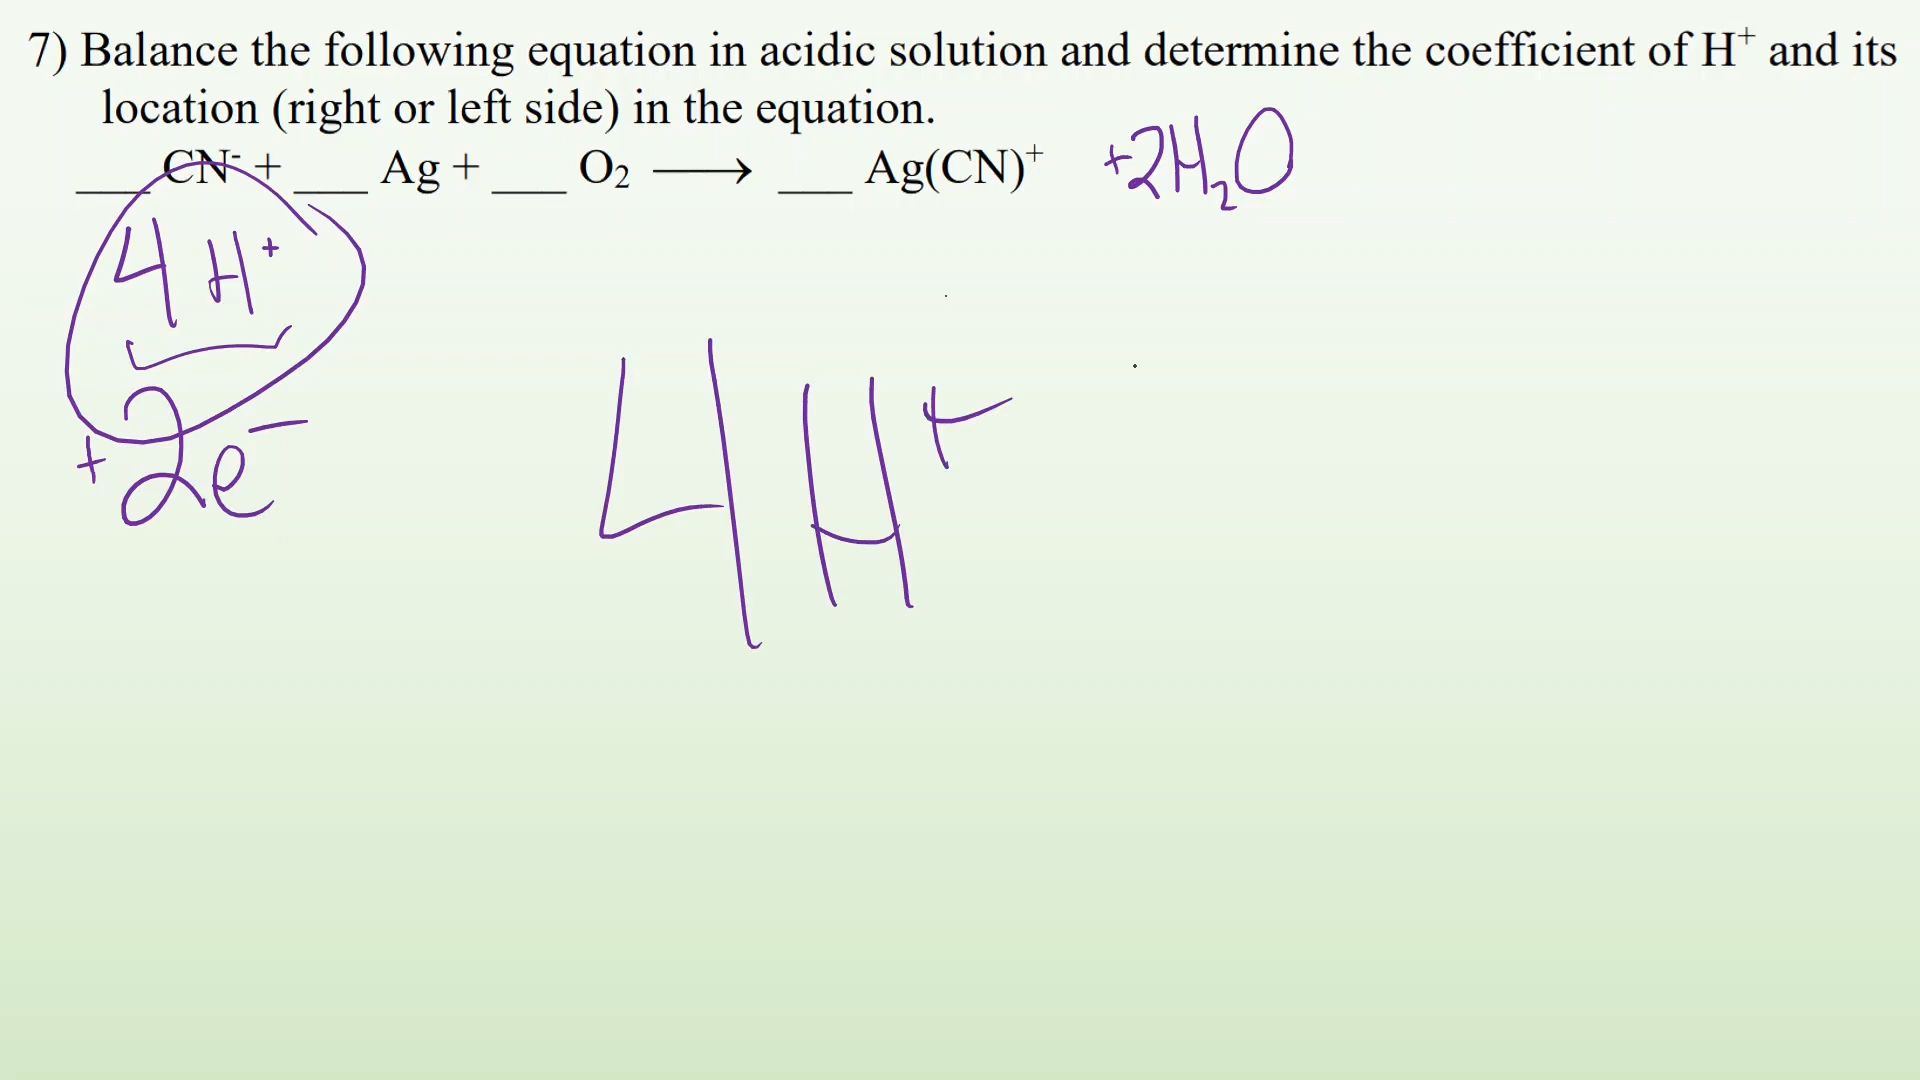 7) Balance the following equation in acidic solution and determine the coefficient of H⁺ and its
location (right or left side) in the equation.
___ CN⁻ + ___ Ag + ___ O₂ ⟶ ___ Ag(CN)⁺ +2H₂O
4H⁺
+2e⁻
4H⁺